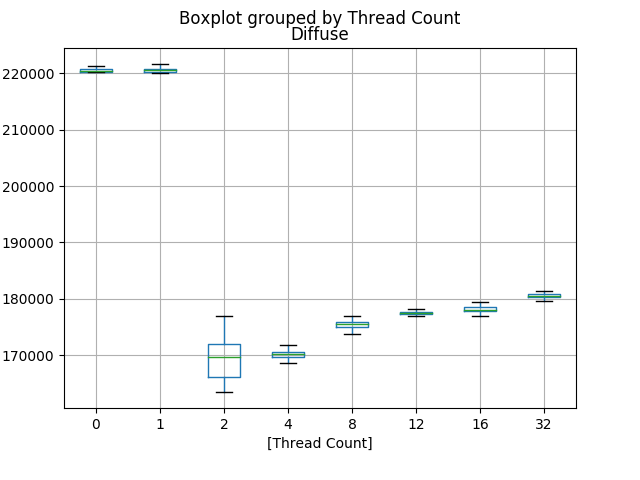 Boxplot grouped by Thread Count
Diffuse
220000
210000
200000
190000
180000
170000
0 1 2 4 8 12 16 32
[Thread Count]